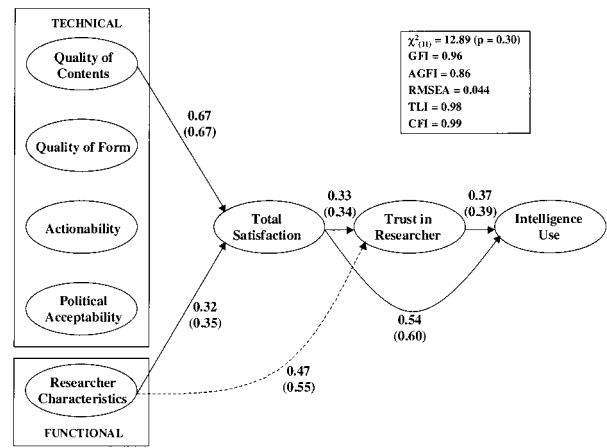 TECHNICAL
Quality of
Contents
Quality of Form
Actionability
Political
Acceptability
Researcher
Characteristics
FUNCTIONAL
0.67
(0.67)
0.32
(0.35)
0.47
(0.55)
Total
Satisfaction
0.33
(0.34)
Trust in
Researcher
0.37
(0.39)
Intelligence
Use
0.54
(0.60)
χ²(11) = 12.89 (p = 0.30)
GFI = 0.96
AGFI = 0.86
RMSEA = 0.044
TLI = 0.98
CFI = 0.99